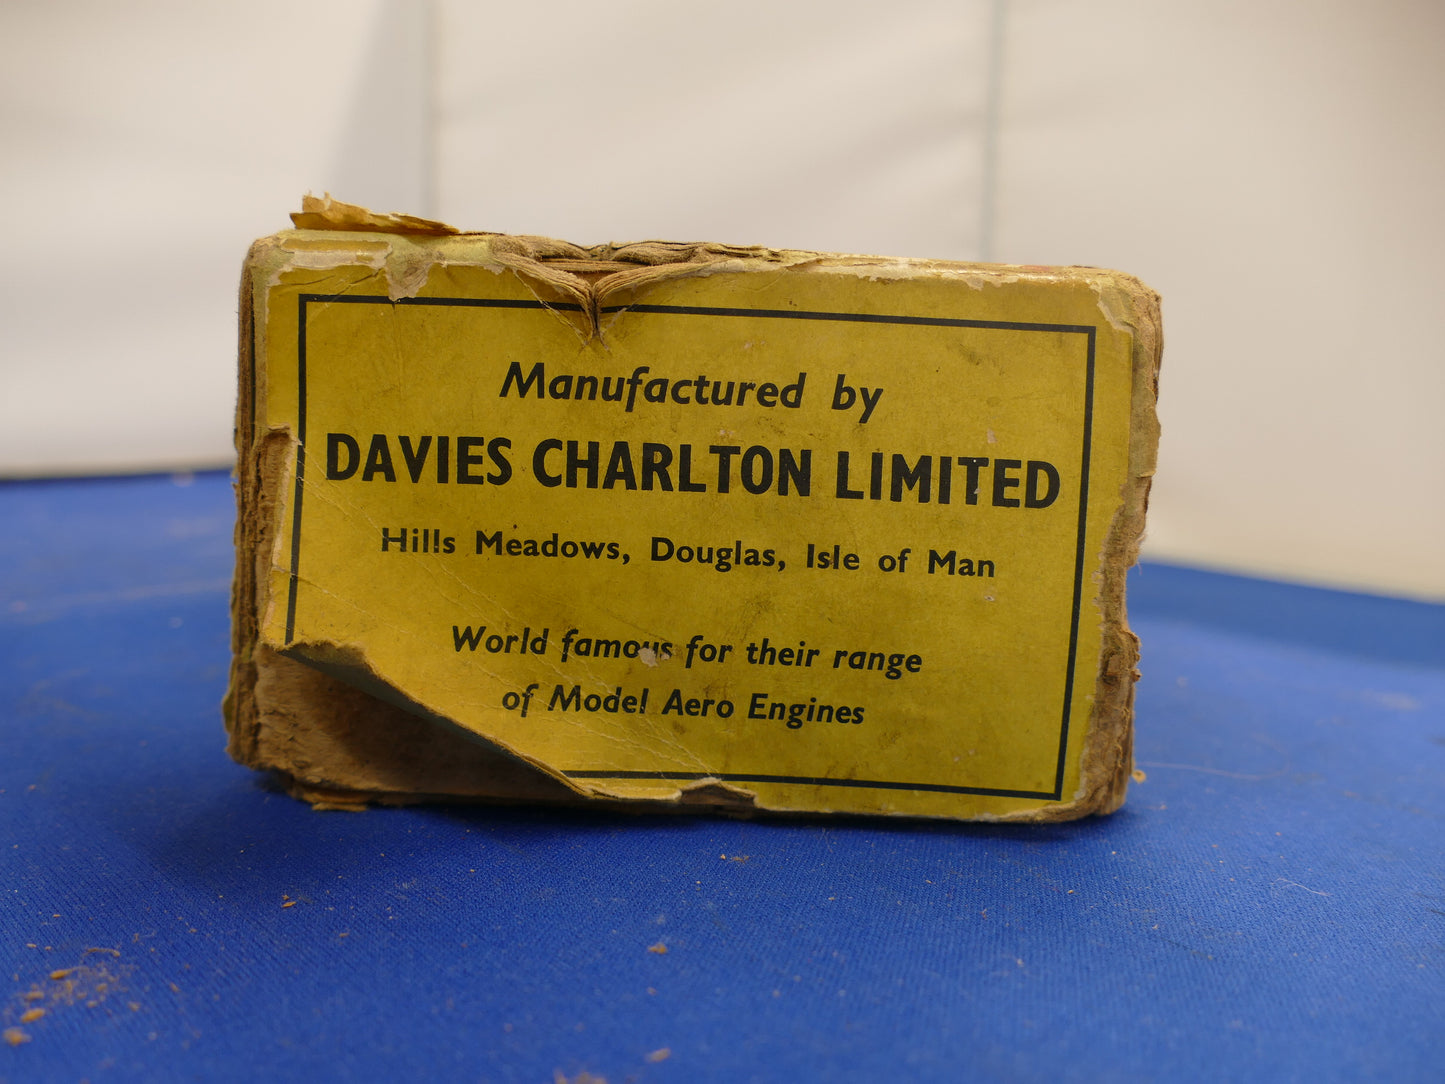 Manufactured by
DAVIES CHARLTON LIMITED
Hills Meadows, Douglas, Isle of Man
World famous for their range
of Model Aero Engines